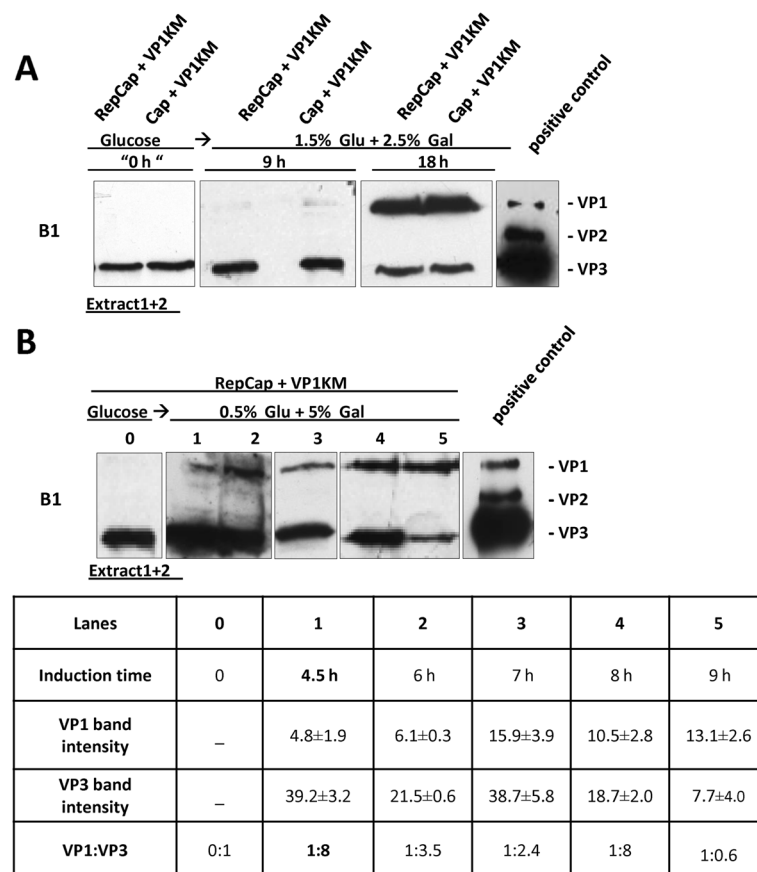 A
RepCap + VP1KM
Cap + VP1KM
RepCap + VP1KM
Cap + VP1KM
RepCap + VP1KM
Cap + VP1KM
positive control
Glucose → 1.5% Glu + 2.5% Gal
"0 h " 9 h 18 h
B1
- VP1
- VP2
- VP3
Extract1+2
B
RepCap + VP1KM
positive control
Glucose → 0.5% Glu + 5% Gal
0 1 2 3 4 5
B1
- VP1
- VP2
- VP3
Extract1+2
Lanes 0 1 2 3 4 5
Induction time 0 4.5 h 6 h 7 h 8 h 9 h
VP1 band
intensity – 4.8±1.9 6.1±0.3 15.9±3.9 10.5±2.8 13.1±2.6
VP3 band
intensity – 39.2±3.2 21.5±0.6 38.7±5.8 18.7±2.0 7.7±4.0
VP1:VP3 0:1 1:8 1:3.5 1:2.4 1:8 1:0.6